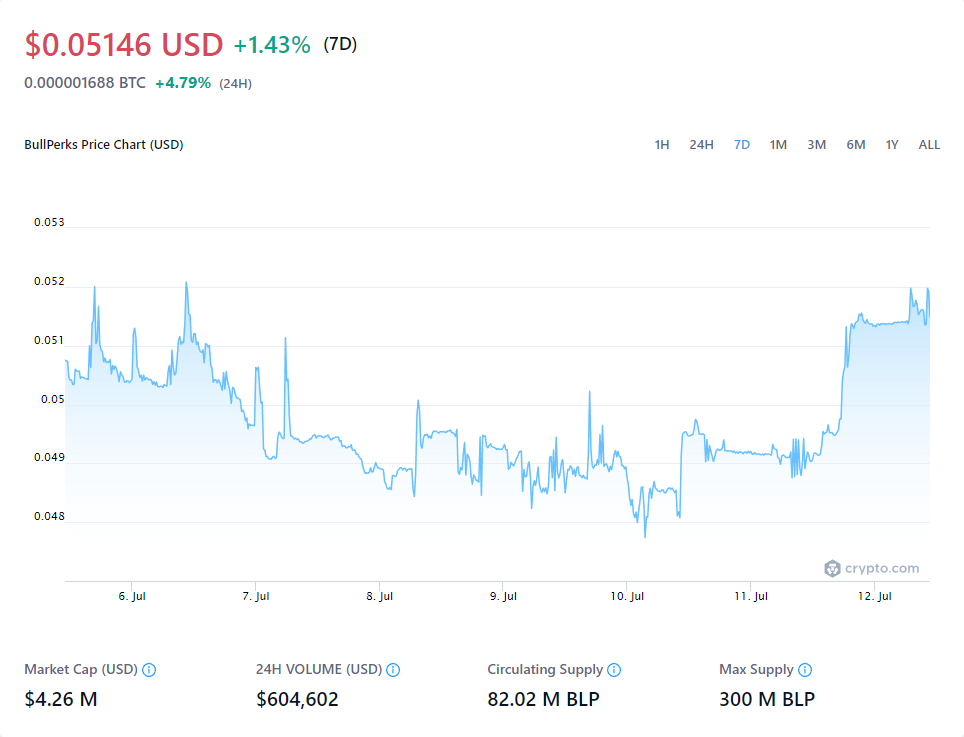 $0.05146 USD +1.43% (7D)
0.000001688 BTC +4.79% (24H)
BullPerks Price Chart (USD) 1H 24H 7D 1M 3M 6M 1Y ALL
0.053
0.052
0.051
0.05
0.049
0.048
crypto.com
6. Jul 7. Jul 8. Jul 9. Jul 10. Jul 11. Jul 12. Jul
Market Cap (USD) 24H VOLUME (USD) Circulating Supply Max Supply
$4.26 M $604,602 82.02 M BLP 300 M BLP